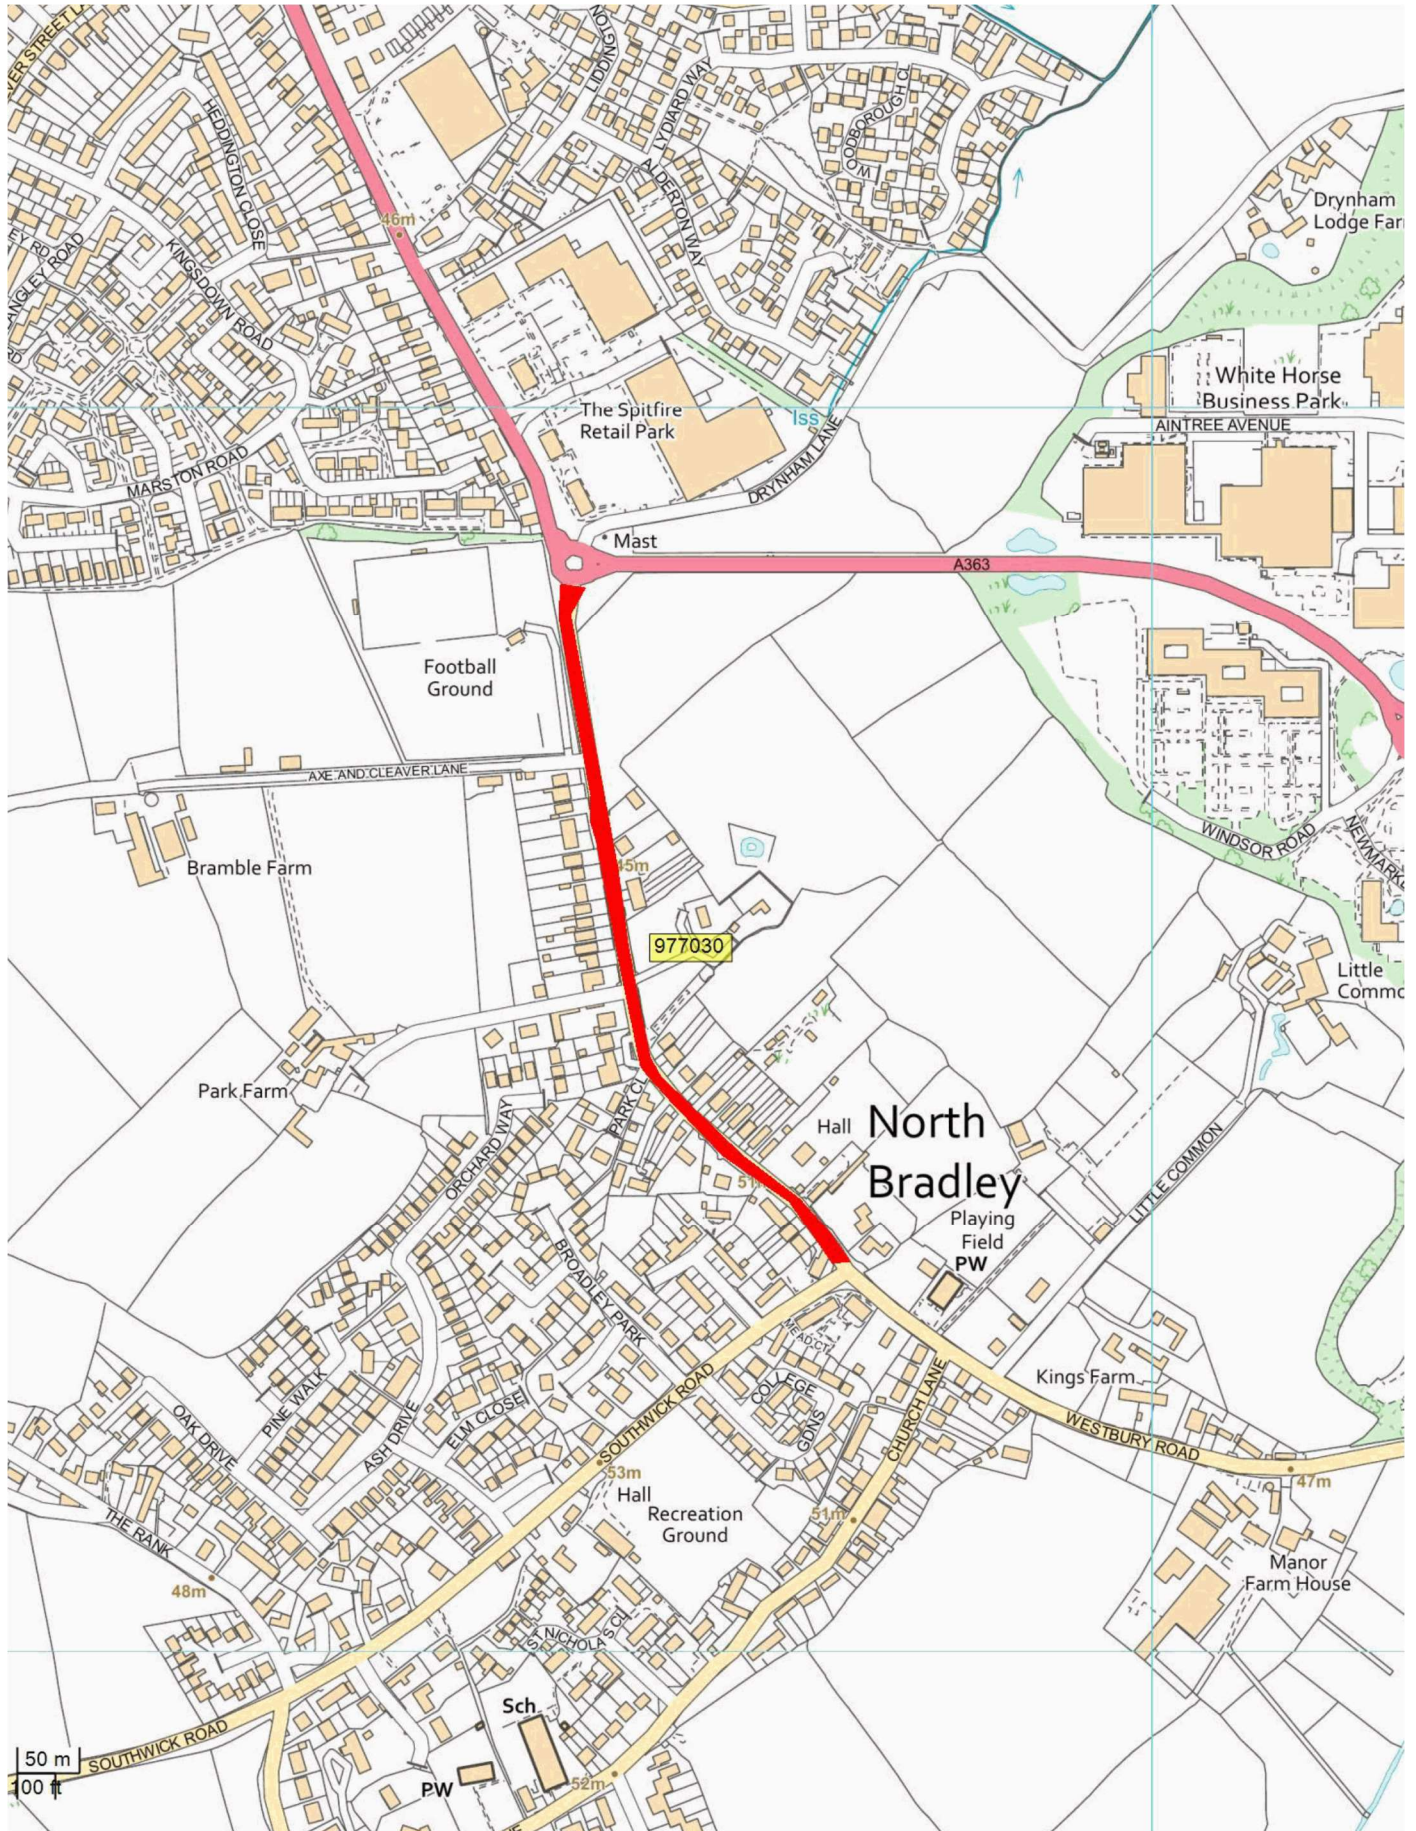 HEDDINGTON CLOSE
LYDIARD WAY
46m
ALDERTON WAY
KINGSDOWN ROAD
Drynham
White Horse
Business Park
The Spitfire
Retail Park
Iss
AINTREE AVENUE
MARSTON ROAD
DRYNHAM LANE
Mast
A363
Football
Ground
AXE AND CLEAVER LANE
WINDSOR ROAD
Bramble Farm
45m
977030
Little
Park Farm
PARK CL
Hall
North
Bradley
ORCHARD WAY
LITTLE COMMON
Playing
Field
PW
BROADLEY PARK
MEAD CT
Kings Farm
PINE WALK
COLLEGE
GDNS
OAK DRIVE
ELM CLOSE
ASH DRIVE
SOUTHWICK ROAD
CHURCH LANE
WESTBURY ROAD
53m
47m
Hall
Recreation
Ground
51m
THE RANK
Manor
Farm House
48m
ST NICHOLAS CL
Sch
SOUTHWICK ROAD
50 m
100 ft
PW
52m